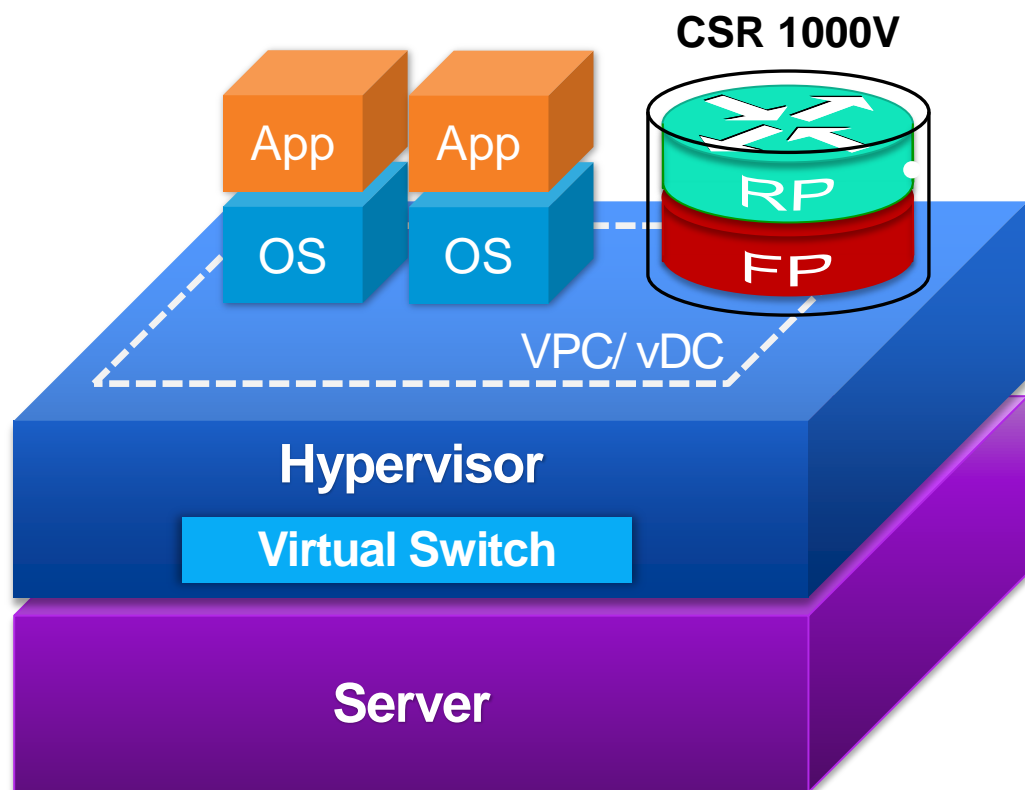 CSR 1000V
App
App
RP
OS
OS
FP
VPC/ vDC
Hypervisor
Virtual Switch
Server